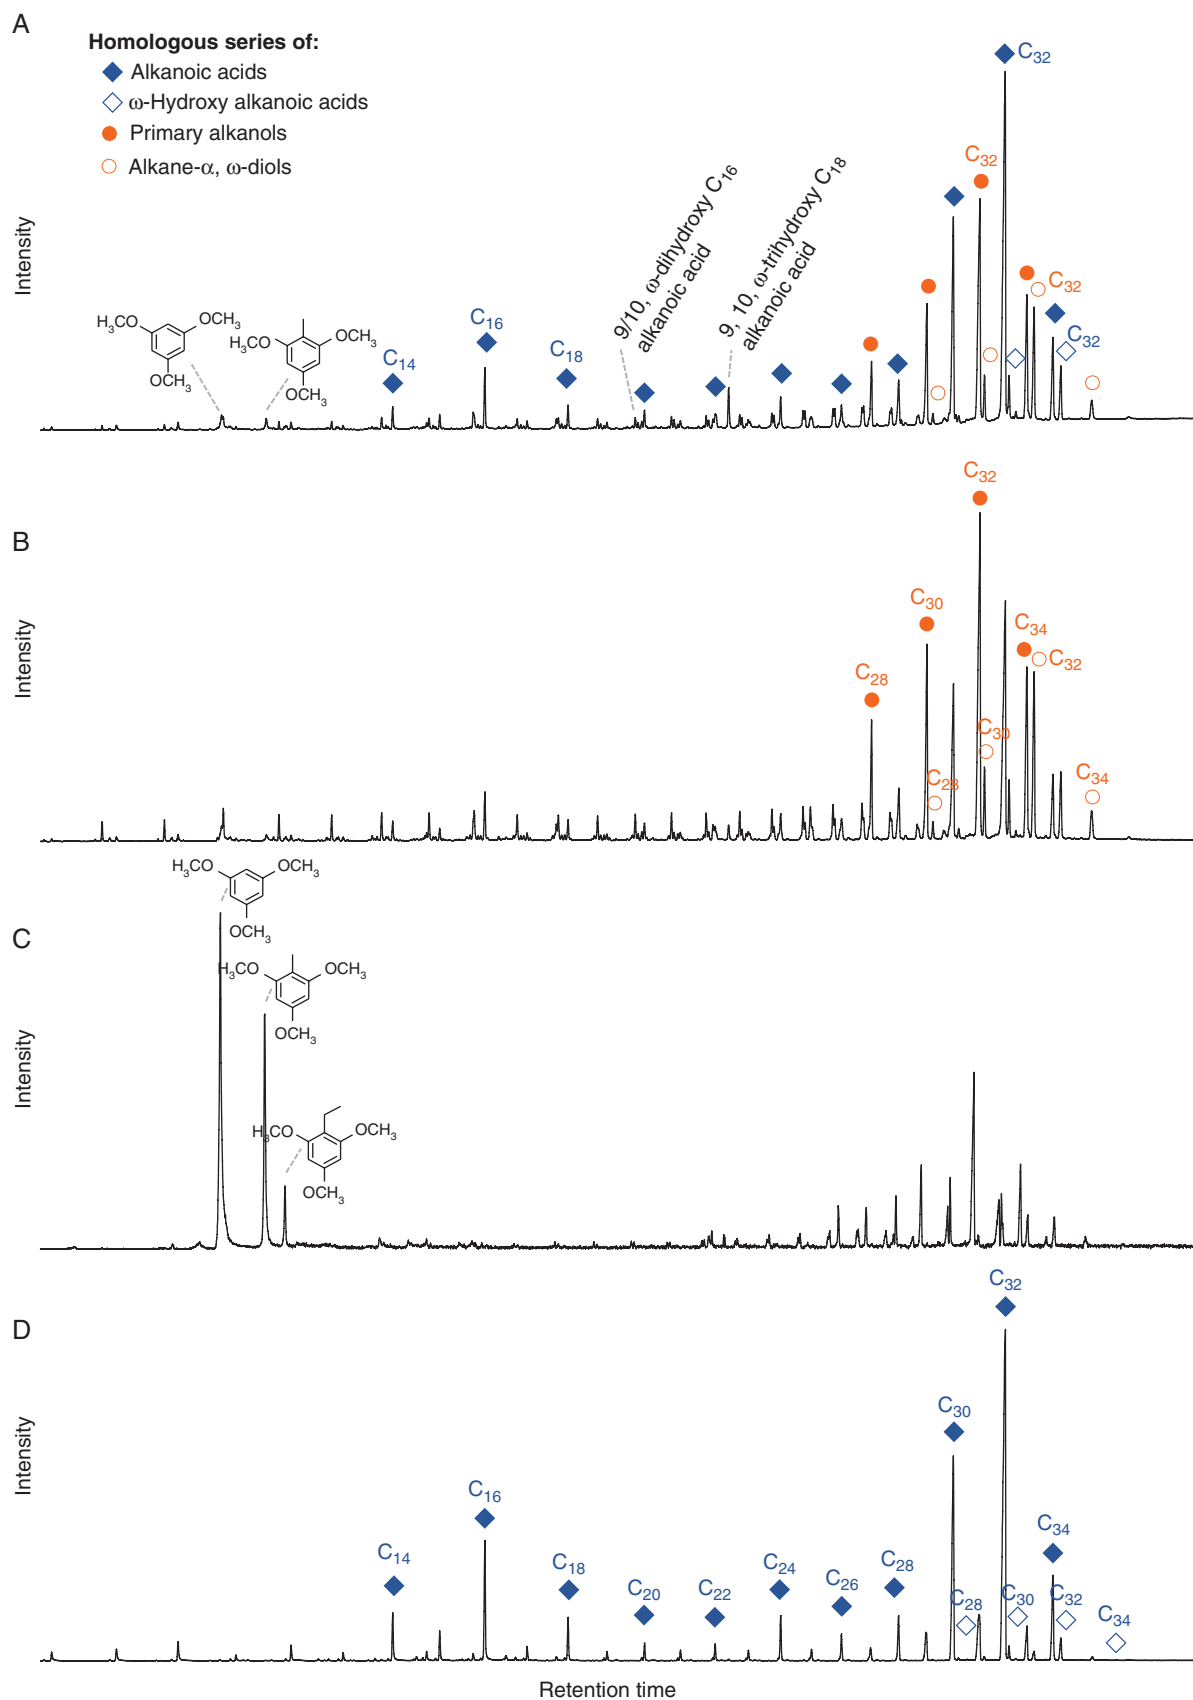 A
Homologous series of:
Alkanoic acids
ω-Hydroxy alkanoic acids
Primary alkanols
Alkane-α, ω-diols
Intensity
H₃CO
OCH₃
OCH₃
H₃CO
OCH₃
OCH₃
C₁₄
C₁₆
C₁₈
9/10, ω-dihydroxy C₁₆
alkanoic acid
9, 10, ω-trihydroxy C₁₈
alkanoic acid
C₃₂
C₃₂
C₃₂
C₃₂
B
Intensity
C₂₈
C₃₀
C₂₈
C₃₂
C₃₀
C₃₄
C₃₂
C₃₄
C
Intensity
H₃CO
OCH₃
OCH₃
H₃CO
OCH₃
OCH₃
H₃CO
OCH₃
OCH₃
D
Intensity
C₁₄
C₁₆
C₁₈
C₂₀
C₂₂
C₂₄
C₂₆
C₂₈
C₃₀
C₂₈
C₃₂
C₃₀
C₃₄
C₃₂
C₃₄
Retention time